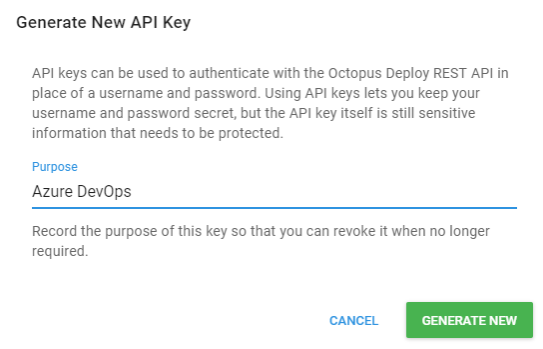 Generate New API Key
API keys can be used to authenticate with the Octopus Deploy REST API in
place of a username and password. Using API keys lets you keep your
username and password secret, but the API key itself is still sensitive
information that needs to be protected.
Purpose
Azure DevOps
Record the purpose of this key so that you can revoke it when no longer
required.
CANCEL
GENERATE NEW